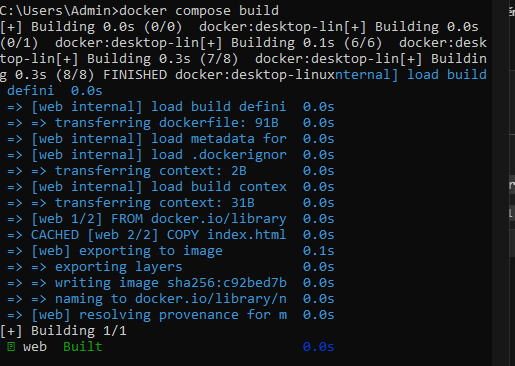 C:\Users\Admin>docker compose build
[+] Building 0.0s (0/0)  docker:desktop-lin[+] Building 0.0s
(0/1)  docker:desktop-lin[+] Building 0.1s (6/6)  docker:desk
top-lin[+] Building 0.3s (7/8)  docker:desktop-lin[+] Buildin
g 0.3s (8/8) FINISHED docker:desktop-linuxnternal] load build
defini  0.0s
=> [web internal] load build defini  0.0s
=> => transferring dockerfile: 91B  0.0s
=> [web internal] load metadata for  0.0s
=> [web internal] load .dockerignor  0.0s
=> => transferring context: 2B  0.0s
=> [web internal] load build contex  0.0s
=> => transferring context: 31B  0.0s
=> [web 1/2] FROM docker.io/library  0.0s
=> CACHED [web 2/2] COPY index.html  0.0s
=> [web] exporting to image  0.1s
=> => exporting layers  0.0s
=> => writing image sha256:c92bed7b  0.0s
=> => naming to docker.io/library/n  0.0s
=> [web] resolving provenance for m  0.0s
[+] Building 1/1
web  Built  0.0s